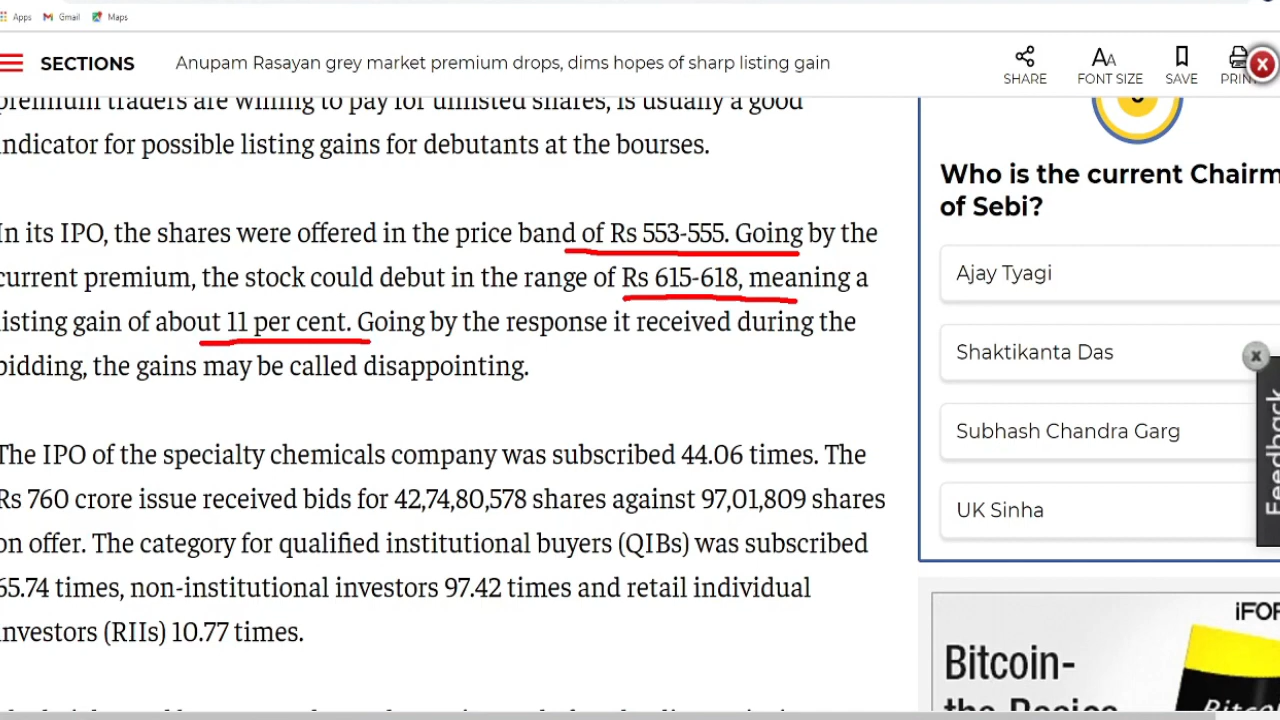 Apps Gmail Maps
SECTIONS Anupam Rasayan grey market premium drops, dims hopes of sharp listing gain
SHARE FONT SIZE SAVE PRINT
premium traders are willing to pay for unlisted shares, is usually a good
indicator for possible listing gains for debutants at the bourses.
In its IPO, the shares were offered in the price band of Rs 553-555. Going by the
current premium, the stock could debut in the range of Rs 615-618, meaning a
listing gain of about 11 per cent. Going by the response it received during the
bidding, the gains may be called disappointing.
The IPO of the specialty chemicals company was subscribed 44.06 times. The
Rs 760 crore issue received bids for 42,74,80,578 shares against 97,01,809 shares
on offer. The category for qualified institutional buyers (QIBs) was subscribed
65.74 times, non-institutional investors 97.42 times and retail individual
investors (RIIs) 10.77 times.
Who is the current Chairm
of Sebi?
Ajay Tyagi
Shaktikanta Das
Subhash Chandra Garg
UK Sinha
Feedback
iFOR
Bitcoin-
the Basics
Bitco